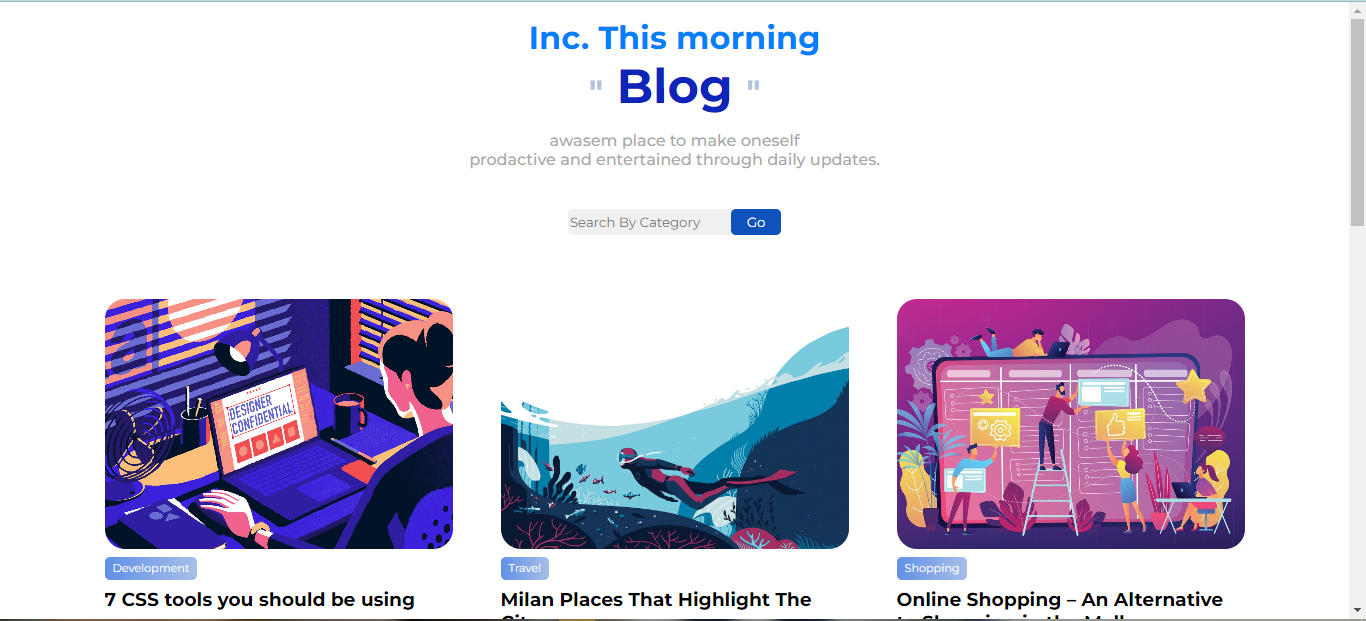 Inc. This morning
" Blog "
awasem place to make oneself
prodactive and entertained through daily updates.
Search By Category
Go
DESIGNER
CONFIDENTIAL
Development
Travel
Shopping
7 CSS tools you should be using
Milan Places That Highlight The
Online Shopping – An Alternative